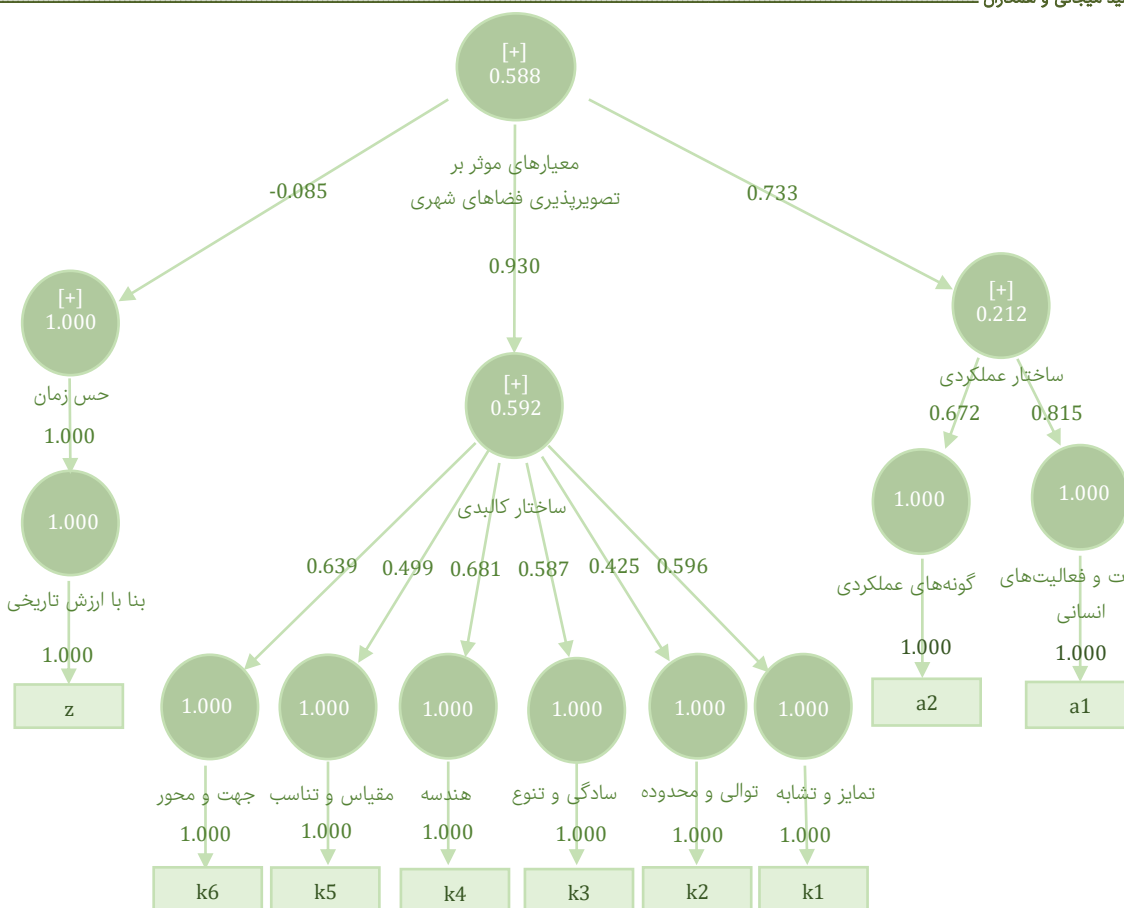 [+]
0.588
معیارهای موثر بر
تصویرپذیری فضاهای شهری
-0.085
0.930
0.733
[+]
1.000
[+]
0.592
[+]
0.212
حس زمان
1.000
ساختار کالبدی
ساختار عملکردی
0.672
0.815
1.000
1.000
1.000
بنا با ارزش تاریخی
1.000
گونه‌های عملکردی
1.000
و فعالیت‌های
انسانی
1.000
z
a2
a1
0.639
0.499
0.681
0.587
0.425
0.596
1.000
1.000
1.000
1.000
1.000
1.000
جهت و محور
مقیاس و تناسب
هندسه
سادگی و تنوع
توالی و محدوده
تمایز و تشابه
1.000
1.000
1.000
1.000
1.000
1.000
k6
k5
k4
k3
k2
k1